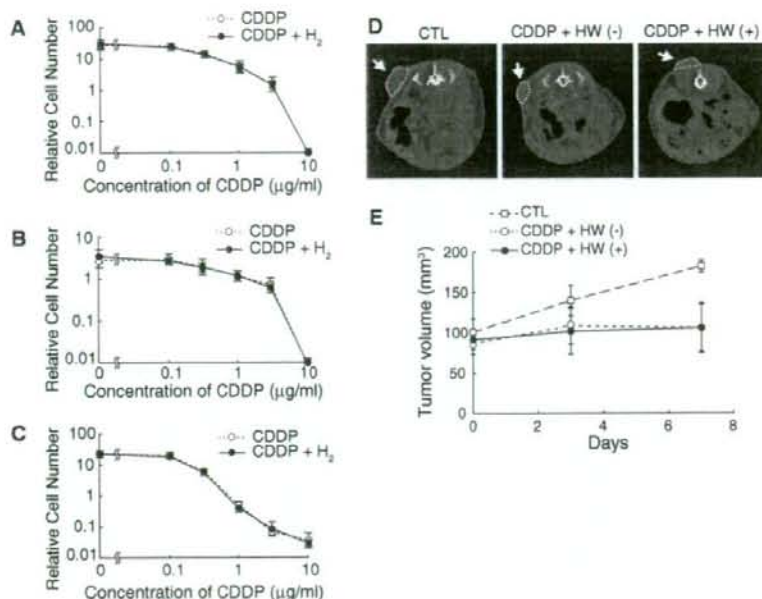 A
CDDP
CDDP + H2
Relative Cell Number
100
10
1
0.1
0.01
0
0.1
1
10
Concentration of CDDP (μg/ml)
B
CDDP
CDDP + H2
Relative Cell Number
10
1
0.1
0.01
0
0.1
1
10
Concentration of CDDP (μg/ml)
C
CDDP
CDDP + H2
Relative Cell Number
100
10
1
0.1
0.01
0
0.1
1
10
Concentration of CDDP (μg/ml)
D
CTL
CDDP + HW (-)
CDDP + HW (+)
E
CTL
CDDP + HW (-)
CDDP + HW (+)
Tumor volume (mm³)
200
150
100
50
0
0
2
4
6
8
Days